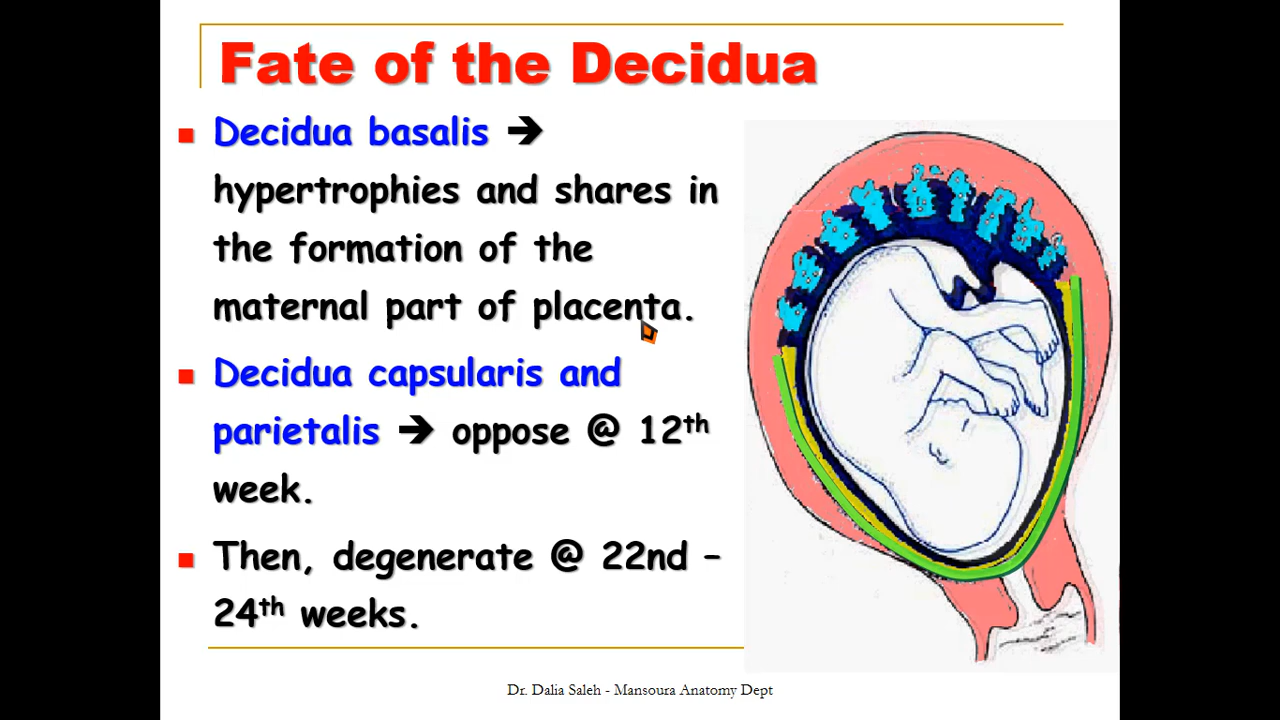 Fate of the Decidua
Decidua basalis ➔
hypertrophies and shares in
the formation of the
maternal part of placenta.
Decidua capsularis and
parietalis ➔ oppose @ 12th
week.
Then, degenerate @ 22nd –
24th weeks.
Dr. Dalia Saleh - Mansoura Anatomy Dept